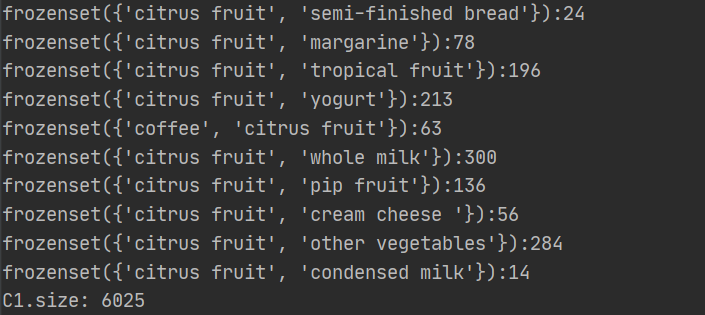 frozenset({'citrus fruit', 'semi-finished bread'}):24
frozenset({'citrus fruit', 'margarine'}):78
frozenset({'citrus fruit', 'tropical fruit'}):196
frozenset({'citrus fruit', 'yogurt'}):213
frozenset({'coffee', 'citrus fruit'}):63
frozenset({'citrus fruit', 'whole milk'}):300
frozenset({'citrus fruit', 'pip fruit'}):136
frozenset({'citrus fruit', 'cream cheese '}):56
frozenset({'citrus fruit', 'other vegetables'}):284
frozenset({'citrus fruit', 'condensed milk'}):14
C1.size: 6025